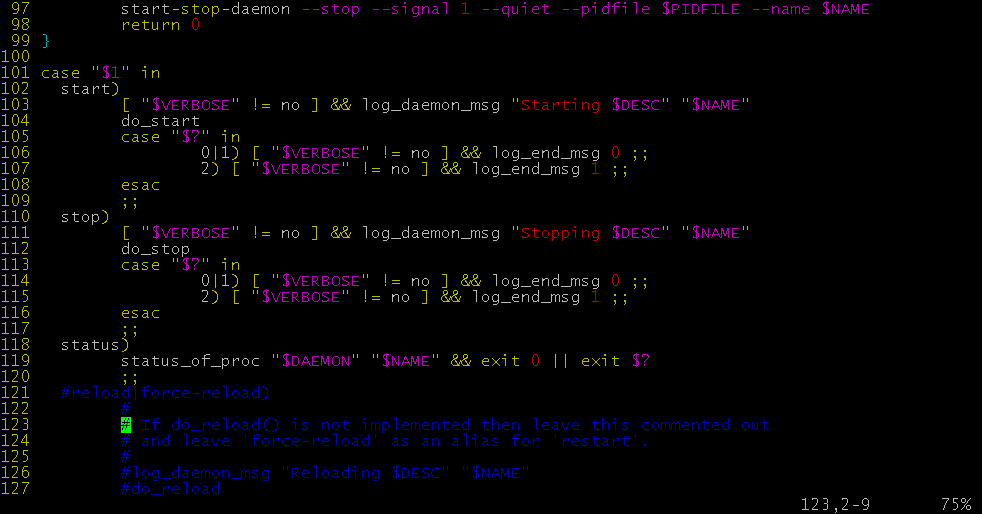 97         start-stop-daemon --stop --signal 1 --quiet --pidfile $PIDFILE --name $NAME
98         return 0
99 }
100
101 case "$1" in
102   start)
103         [ "$VERBOSE" != no ] && log_daemon_msg "Starting $DESC" "$NAME"
104         do_start
105         case "$?" in
106                 0|1) [ "$VERBOSE" != no ] && log_end_msg 0 ;;
107                 2) [ "$VERBOSE" != no ] && log_end_msg 1 ;;
108         esac
109         ;;
110   stop)
111         [ "$VERBOSE" != no ] && log_daemon_msg "Stopping $DESC" "$NAME"
112         do_stop
113         case "$?" in
114                 0|1) [ "$VERBOSE" != no ] && log_end_msg 0 ;;
115                 2) [ "$VERBOSE" != no ] && log_end_msg 1 ;;
116         esac
117         ;;
118   status)
119         status_of_proc "$DAEMON" "$NAME" && exit 0 || exit $?
120         ;;
121   #reload|force-reload)
122         #
123         # If do_reload() is not implemented then leave this commented out
124         # and leave 'force-reload' as an alias for 'restart'.
125         #
126         #log_daemon_msg "Reloading $DESC" "$NAME"
127         #do_reload
123,2-9 75%